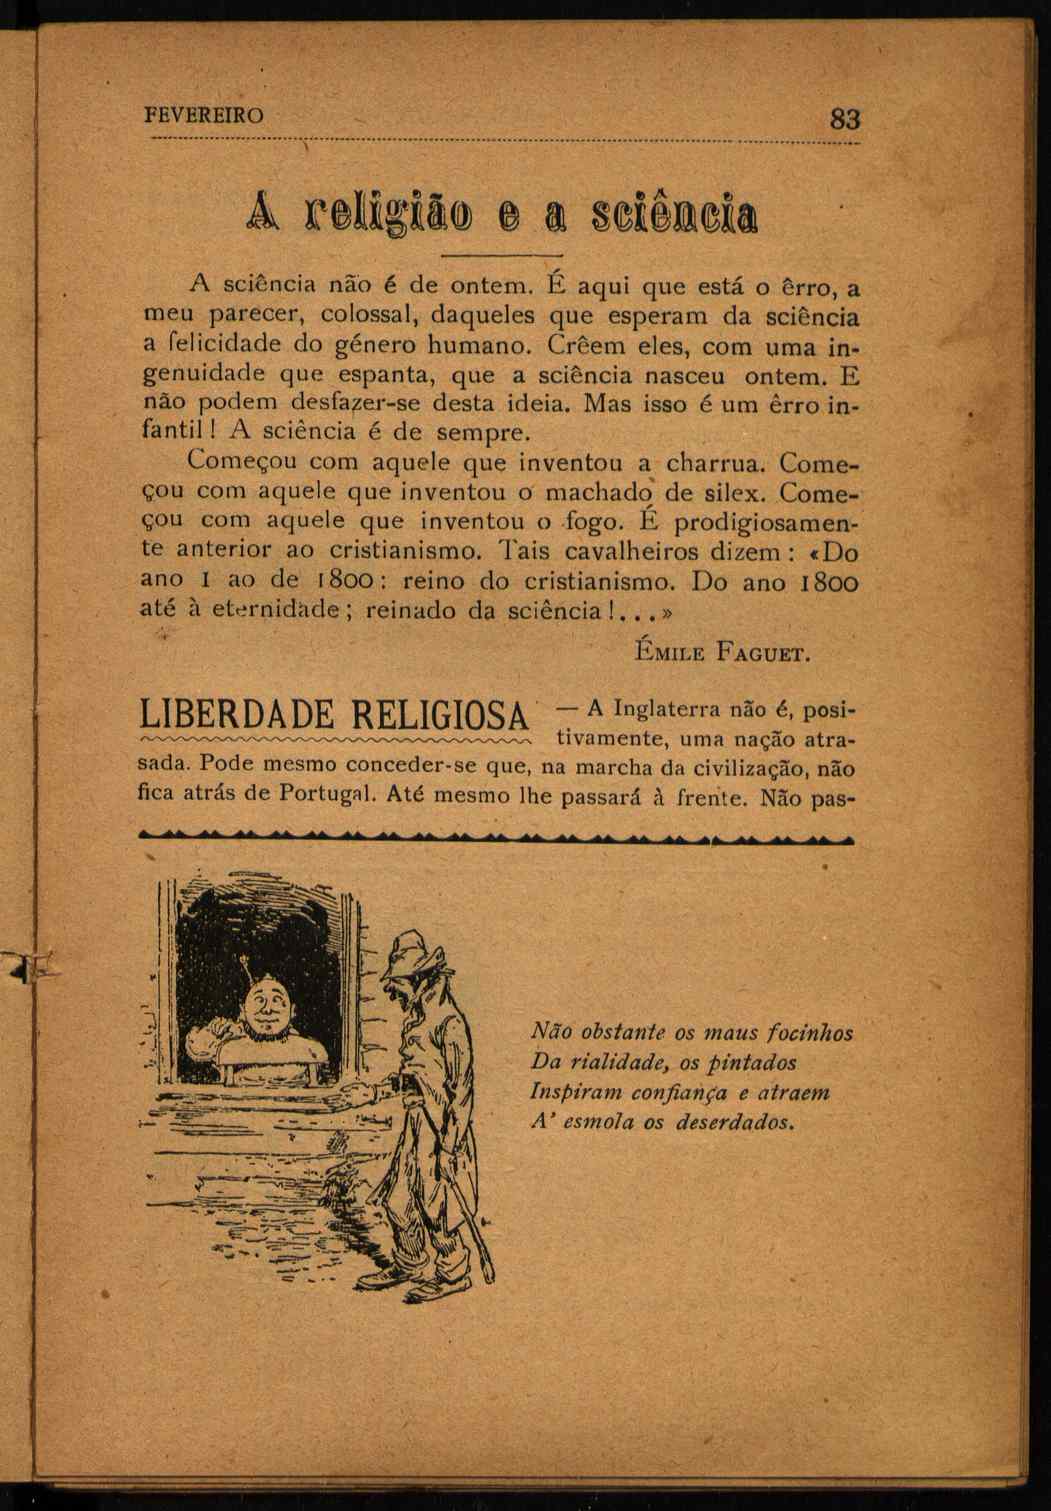 FEVEREIRO 83
A religião e a sciência
A sciência não é de ontem. É aqui que está o êrro, a
meu parecer, colossal, daqueles que esperam da sciência
a felicidade do género humano. Crêem eles, com uma in-
genuidade que espanta, que a sciência nasceu ontem. E
não podem desfazer-se desta ideia. Mas isso é um êrro in-
fantil! A sciência é de sempre.
Começou com aquele que inventou a charrua. Come-
çou com aquele que inventou o machado de silex. Come-
çou com aquele que inventou o fogo. É prodigiosamen-
te anterior ao cristianismo. Tais cavalheiros dizem: «Do
ano 1 ao de 1800: reino do cristianismo. Do ano 1800
até à eternidade; reinado da sciência!...»
ÉMILE FAGUET.
LIBERDADE RELIGIOSA — A Inglaterra não é, posi-
tivamente, uma nação atra-
sada. Pode mesmo conceder-se que, na marcha da civilização, não
fica atrás de Portugal. Até mesmo lhe passará à frente. Não pas-
Não obstante os maus focinhos
Da rialidade, os pintados
Inspiram confiança e atraem
A' esmola os deserdados.